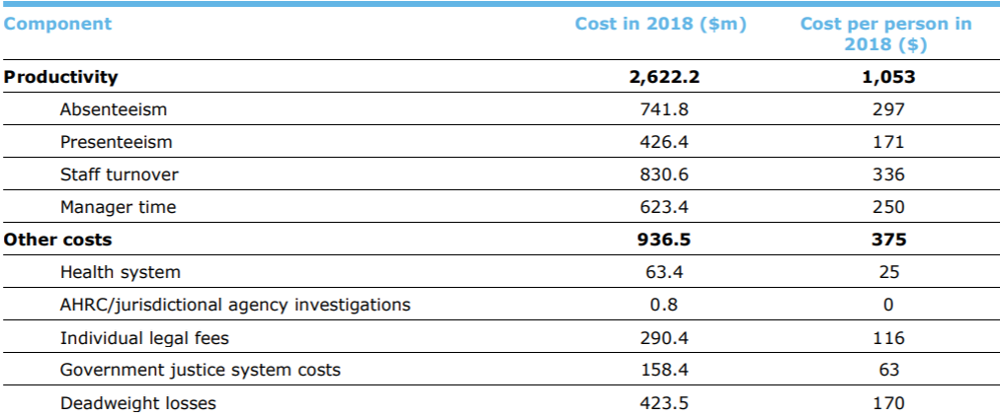 Component Cost in 2018 ($m) Cost per person in
2018 ($)
Productivity 2,622.2 1,053
Absenteeism 741.8 297
Presenteeism 426.4 171
Staff turnover 830.6 336
Manager time 623.4 250
Other costs 936.5 375
Health system 63.4 25
AHRC/jurisdictional agency investigations 0.8 0
Individual legal fees 290.4 116
Government justice system costs 158.4 63
Deadweight losses 423.5 170